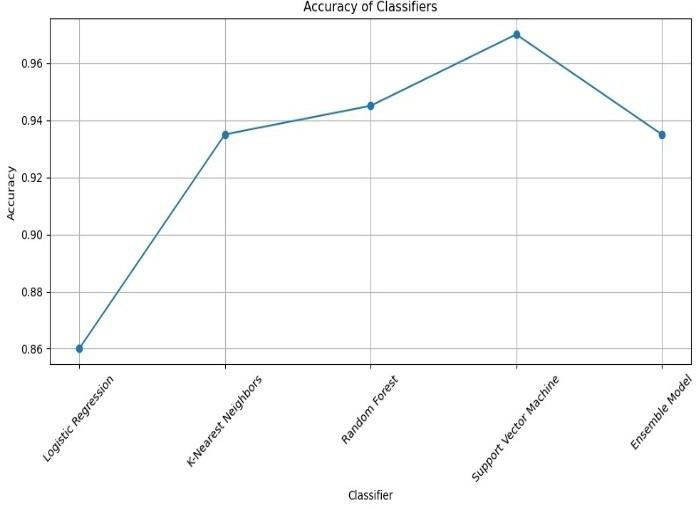 Accuracy of Classifiers
Accuracy
0.96
0.94
0.92
0.90
0.88
0.86
Logistic Regression
K-Nearest Neighbors
Random Forest
Support Vector Machine
Ensemble Model
Classifier